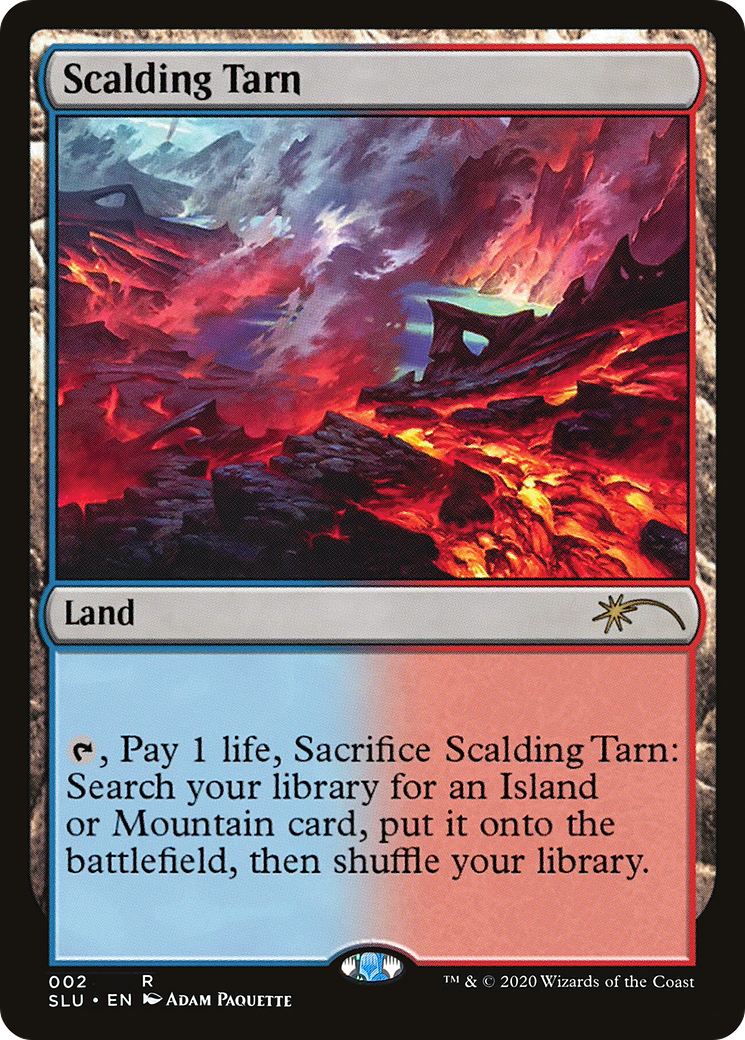 Scalding Tarn
Land
, Pay 1 life, Sacrifice Scalding Tarn:
Search your library for an Island
or Mountain card, put it onto the
battlefield, then shuffle your library.
002 R
SLU • EN Adam Paquette
™ & © 2020 Wizards of the Coast